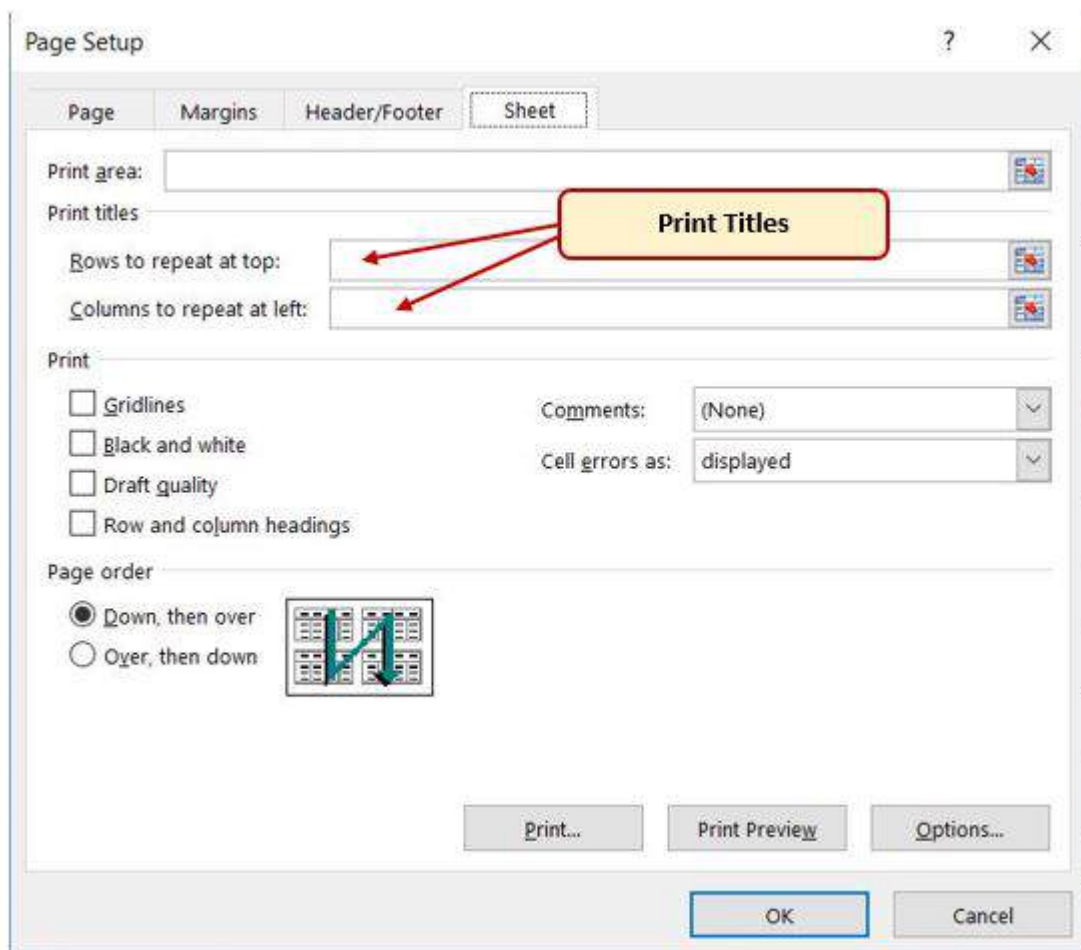 Page Setup ?
Page Margins Header/Footer Sheet
Print area:
Print titles
Print Titles
Rows to repeat at top:
Columns to repeat at left:
Print
Gridlines Comments: (None)
Black and white Cell errors as: displayed
Draft quality
Row and column headings
Page order
Down, then over
Over, then down
Print... Print Preview Options...
OK Cancel